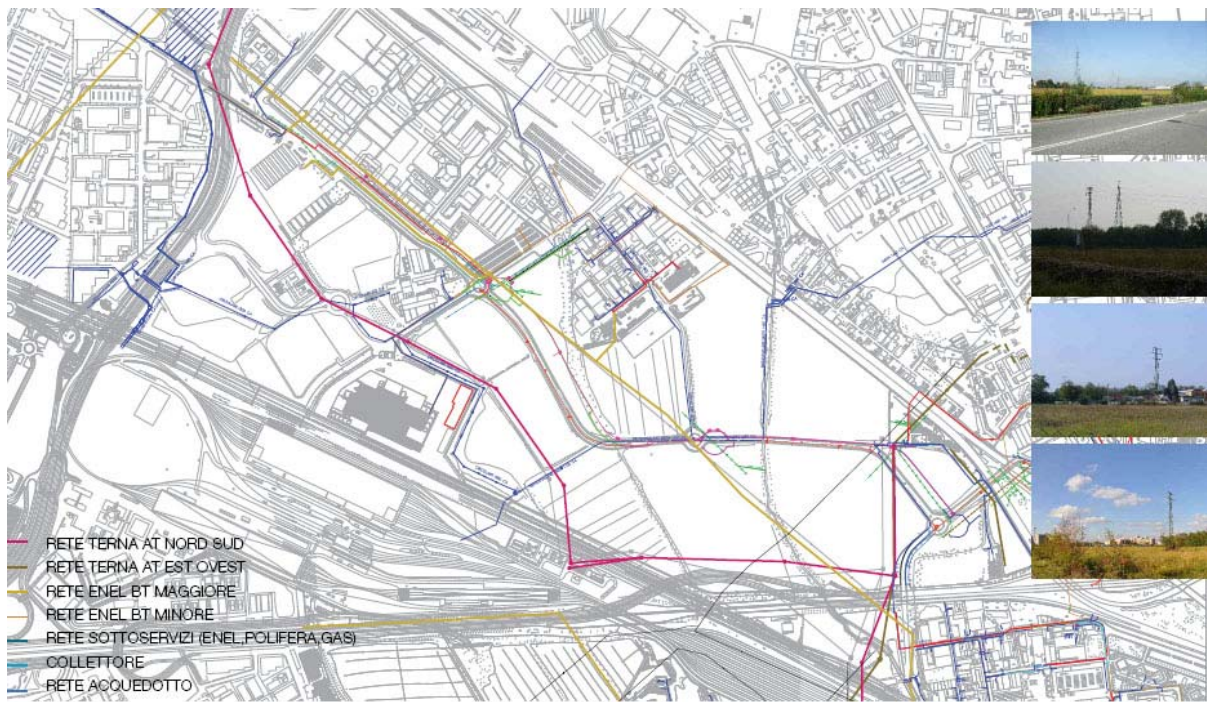 RETE TERNA AT NORD SUD
RETE TERNA AT EST OVEST
RETE ENEL BT MAGGIORE
RETE ENEL BT MINORE
RETE SOTTOSERVIZI (ENEL,POLIFERA,GAS)
COLLETTORE
RETE ACQUEDOTTO